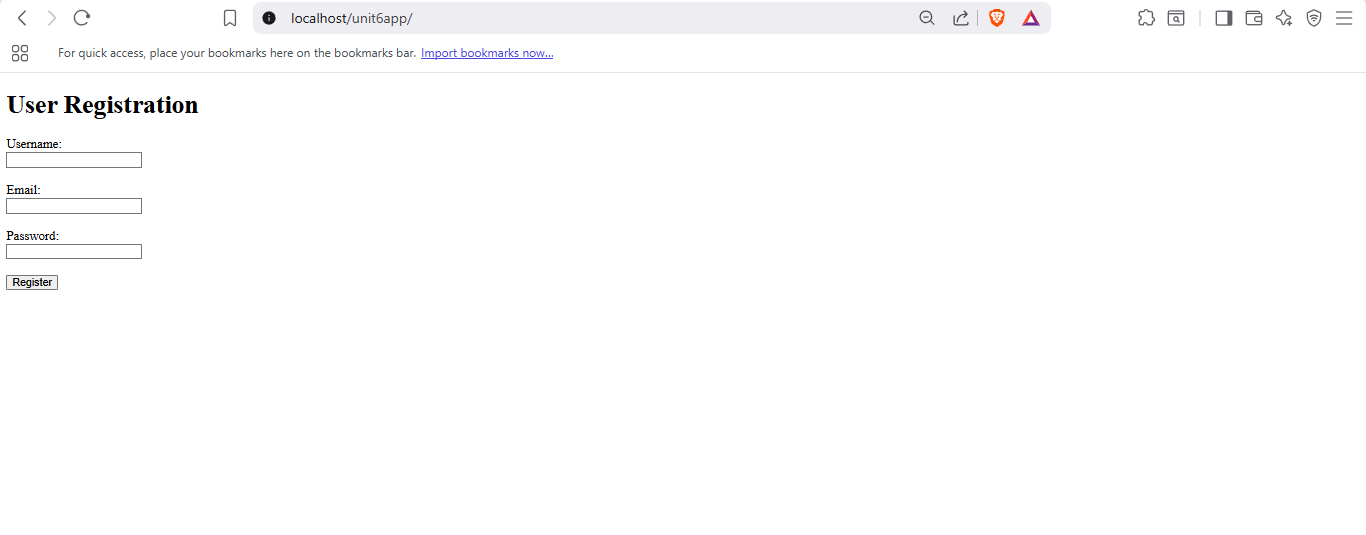 localhost/unit6app/
For quick access, place your bookmarks here on the bookmarks bar. Import bookmarks now...
User Registration
Username:
Email:
Password:
Register